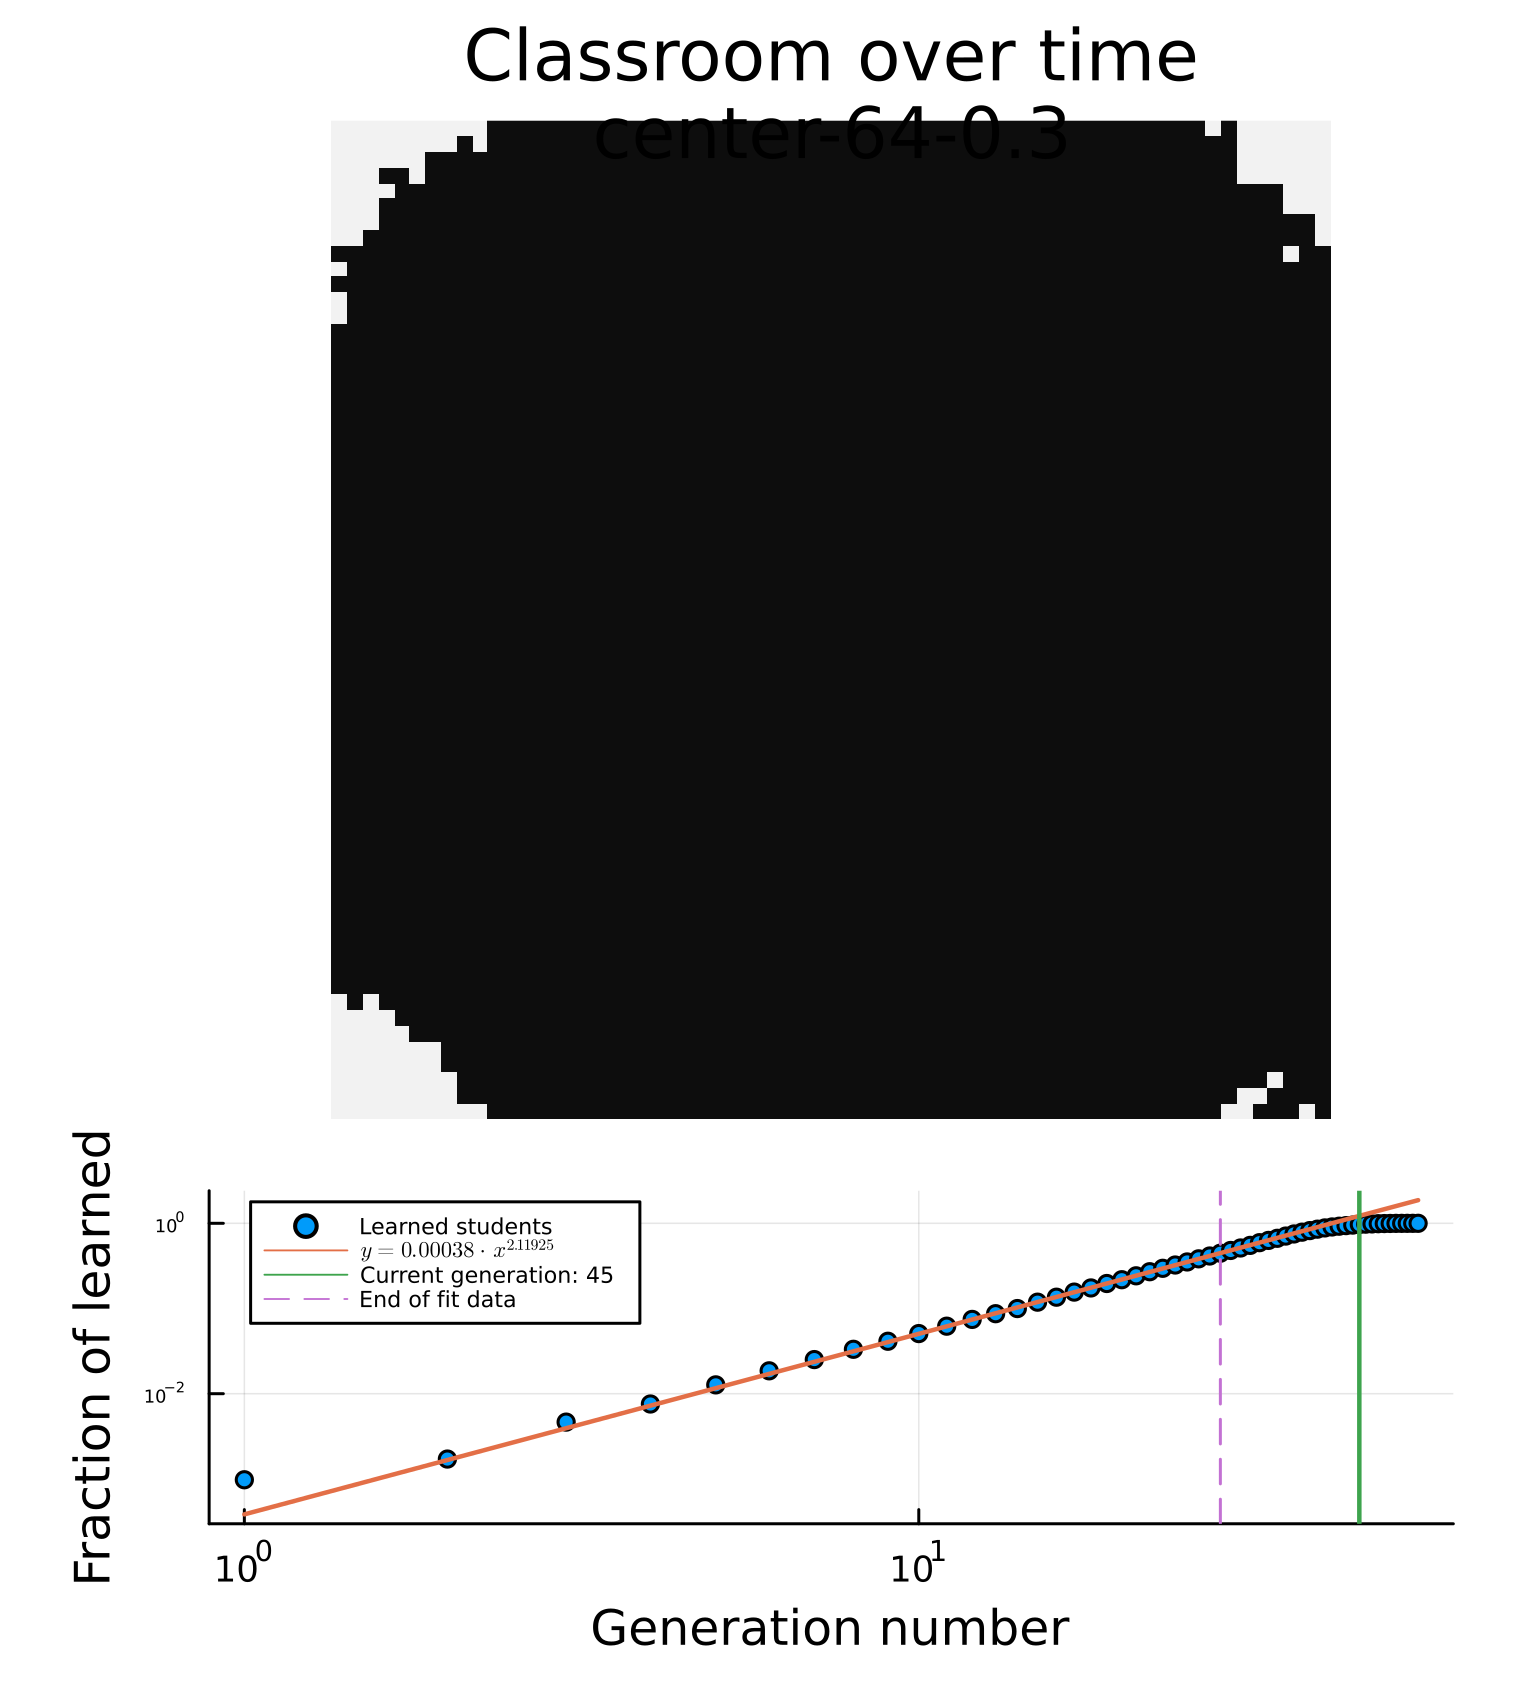 Classroom over time
center-64-0.3
Fraction of learned
10^0
10^−2
Learned students
y = 0.00038 · x^2.11925
Current generation: 45
End of fit data
10^0
10^1
Generation number